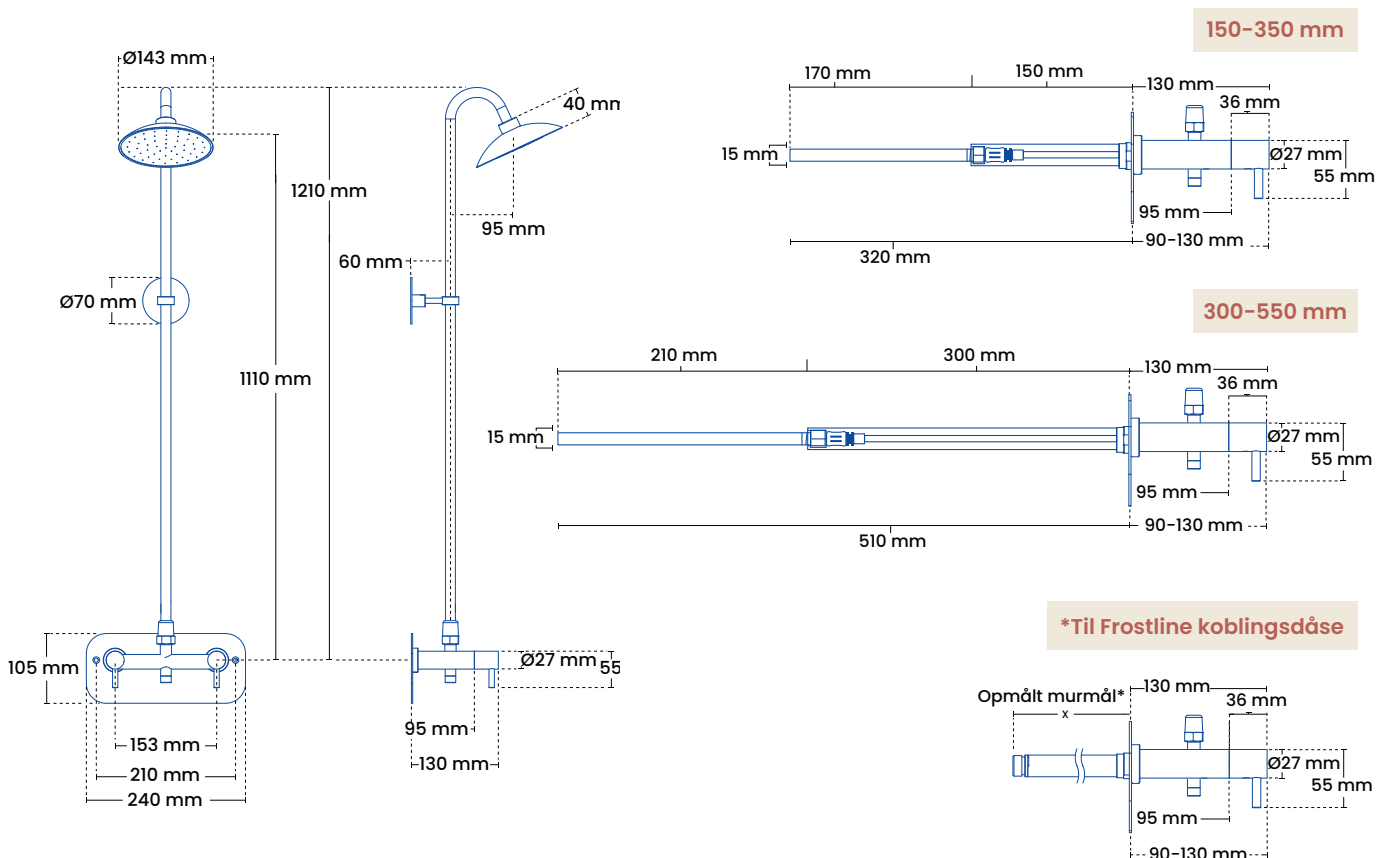 Ø143 mm
40 mm
1210 mm
95 mm
60 mm
Ø70 mm
1110 mm
105 mm
Ø27 mm
55
95 mm
153 mm
130 mm
210 mm
240 mm
150-350 mm
170 mm
150 mm
130 mm
36 mm
15 mm
Ø27 mm
55 mm
95 mm
90-130 mm
320 mm
300-550 mm
210 mm
300 mm
130 mm
36 mm
15 mm
Ø27 mm
55 mm
95 mm
90-130 mm
510 mm
*Til Frostline koblingsdåse
Opmålt murmål*
x
130 mm
36 mm
Ø27 mm
55 mm
95 mm
90-130 mm